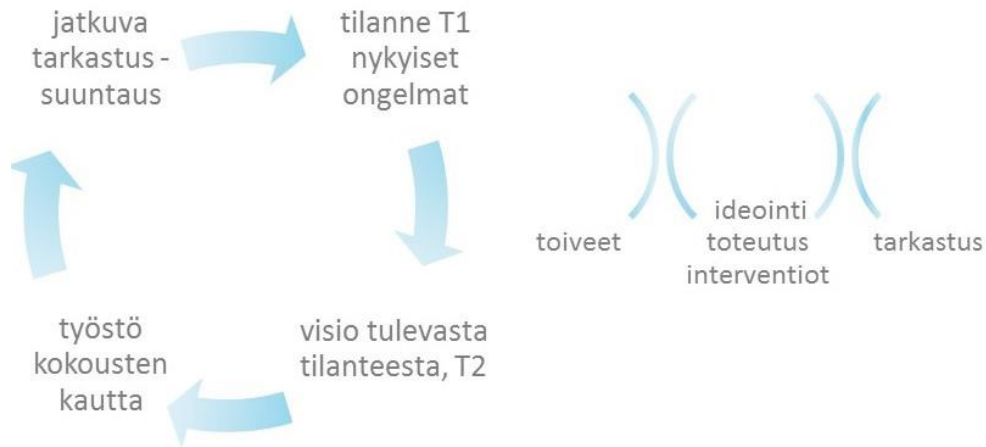 jatkuva
tarkastus -
suuntaus
tilanne T1
nykyiset
ongelmat
visio tulevasta
tilanteesta, T2
työstö
kokousten
kautta
toiveet
ideointi
toteutus
interventiot
tarkastus